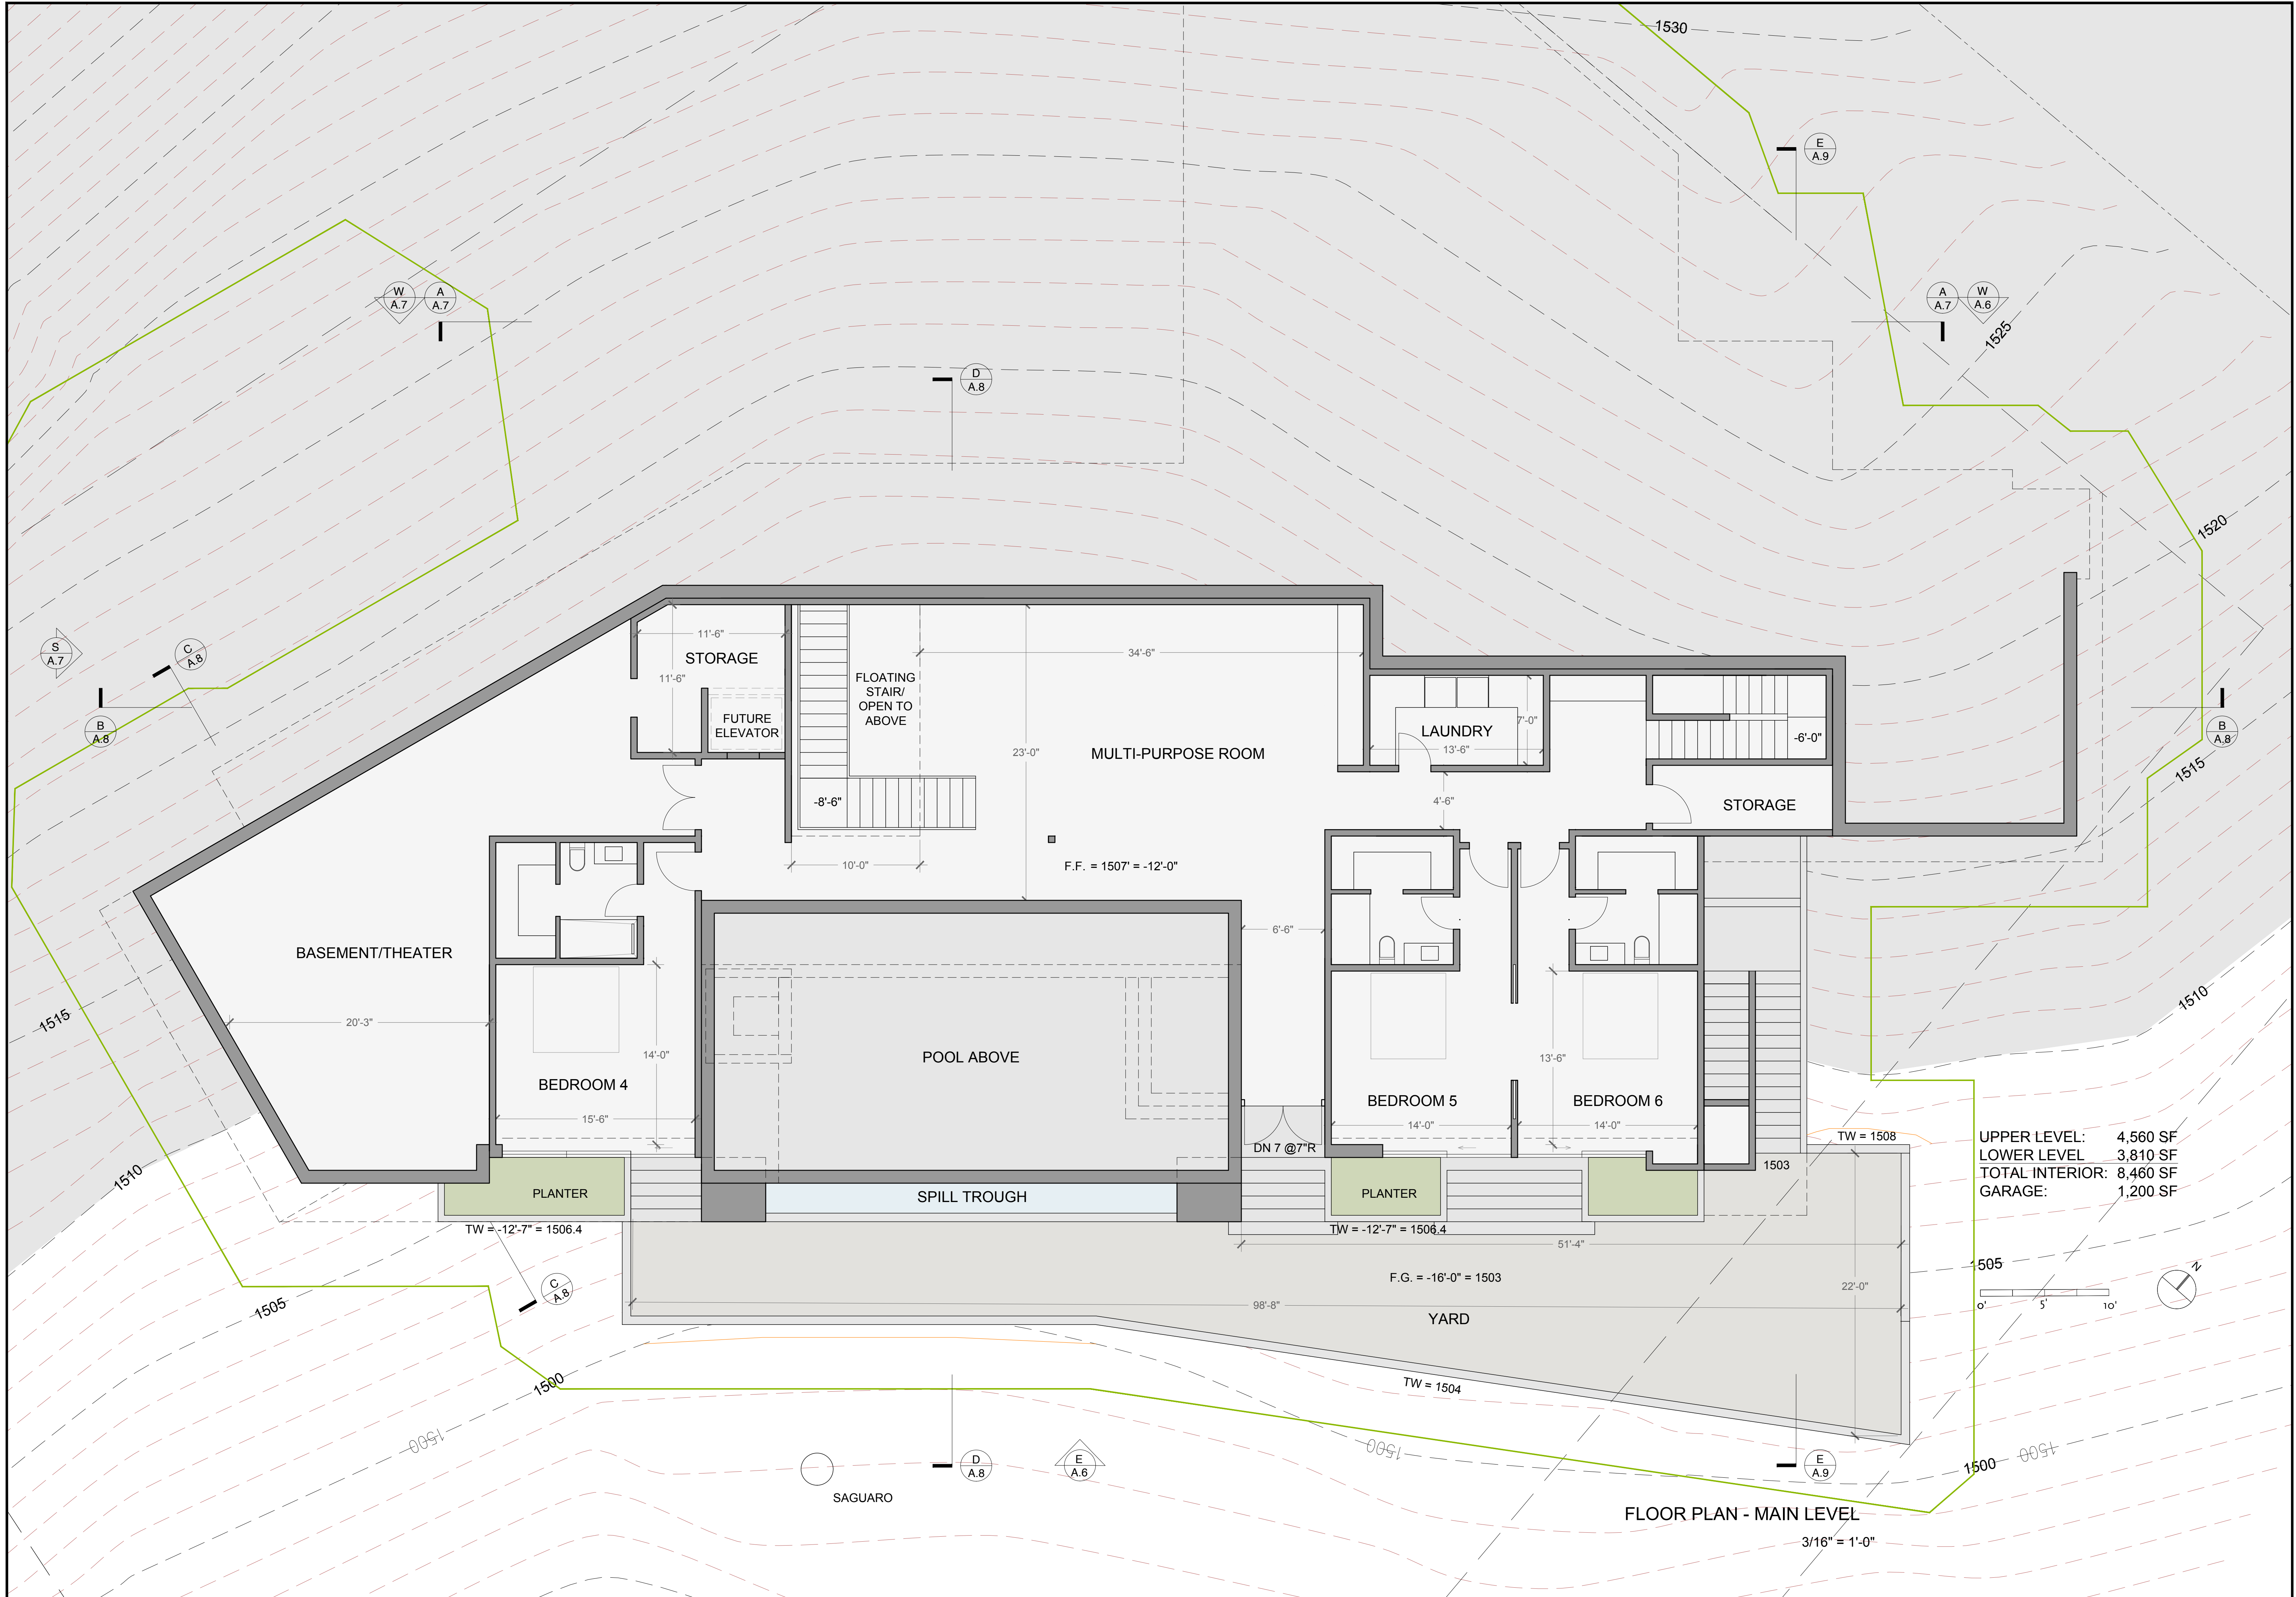 1530
E
A.9
W
A.7
A
A.7
A
A.7
W
A.6
1525
D
A.8
1520
S
A.7
C
A.8
B
A.8
11'-6"
STORAGE
11'-6"
FUTURE
ELEVATOR
FLOATING
STAIR/
OPEN TO
ABOVE
34'-6"
23'-0"
MULTI-PURPOSE ROOM
LAUNDRY
7'-0"
13'-6"
-6'-0"
B
A.8
1515
-8'-6"
4'-6"
STORAGE
10'-0"
F.F. = 1507' = -12'-0"
6'-6"
BASEMENT/THEATER
1515
20'-3"
14'-0"
BEDROOM 4
15'-6"
POOL ABOVE
13'-6"
BEDROOM 5
14'-0"
BEDROOM 6
14'-0"
1510
DN 7 @7"R
TW = 1508
1503
UPPER LEVEL: 4,560 SF
LOWER LEVEL 3,810 SF
TOTAL INTERIOR: 8,460 SF
GARAGE: 1,200 SF
1510
PLANTER
SPILL TROUGH
PLANTER
TW = -12'-7" = 1506.4
TW = -12'-7" = 1506.4
51'-4"
F.G. = -16'-0" = 1503
22'-0"
1505
N
0'
5'
10'
C
A.8
1505
98'-8"
YARD
1500
TW = 1504
1500
1500
1500
1500
D
A.8
E
A.6
E
A.9
SAGUARO
FLOOR PLAN - MAIN LEVEL
3/16" = 1'-0"